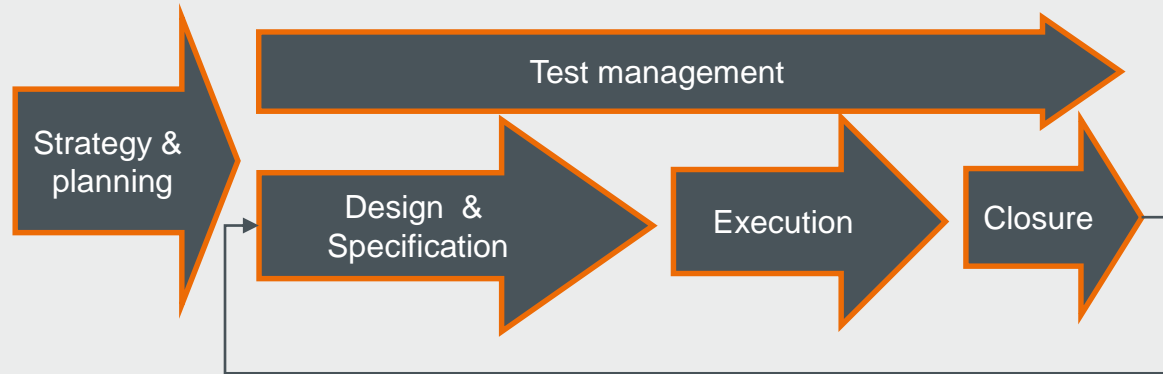 Test management
Strategy &
planning
Design &
Specification
Execution
Closure